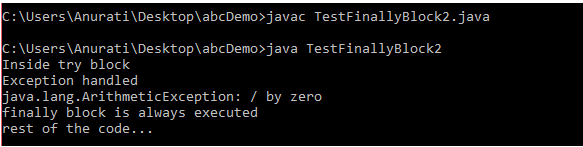 C:\Users\Anurati\Desktop\abcDemo>javac TestFinallyBlock2.java
C:\Users\Anurati\Desktop\abcDemo>java TestFinallyBlock2
Inside try block
Exception handled
java.lang.ArithmeticException: / by zero
finally block is always executed
rest of the code...